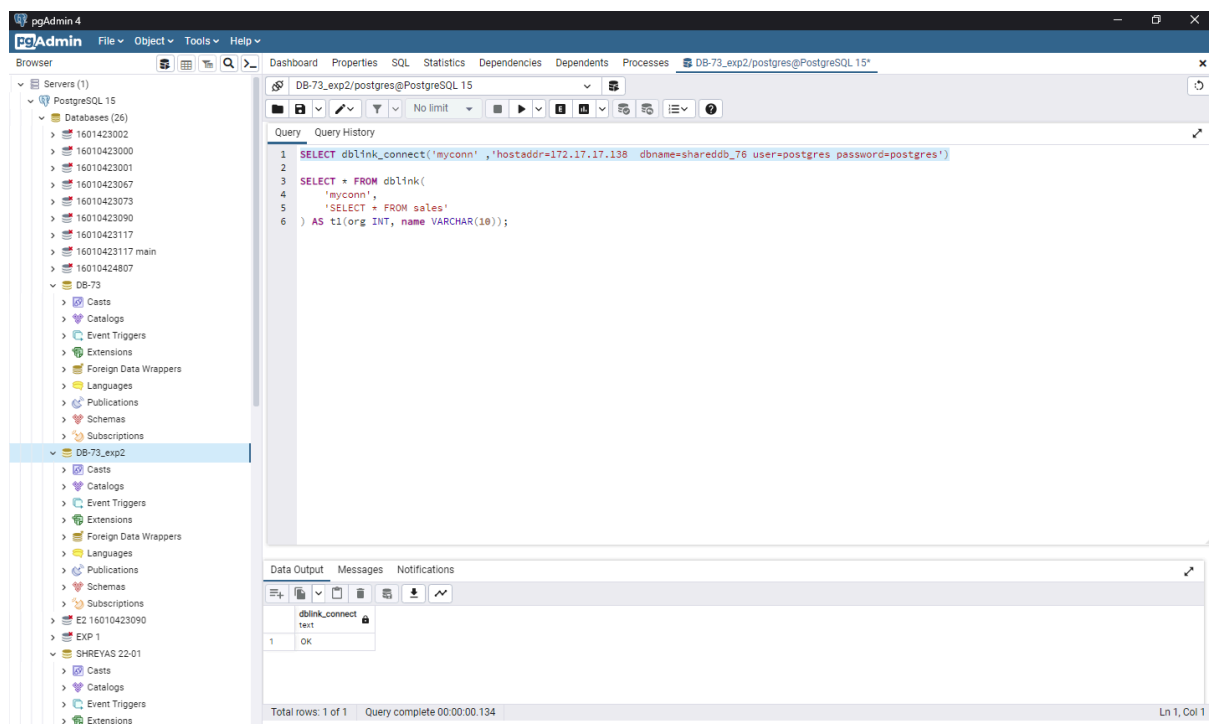 pgAdmin 4
pgAdmin File Object Tools Help
Browser
Dashboard Properties SQL Statistics Dependencies Dependents Processes DB-73_exp2/postgres@PostgreSQL 15*
Servers (1)
PostgreSQL 15
Databases (26)
1601423002
16010423000
16010423001
16010423067
16010423073
16010423090
16010423117
16010423117 main
16010424807
DB-73
Casts
Catalogs
Event Triggers
Extensions
Foreign Data Wrappers
Languages
Publications
Schemas
Subscriptions
DB-73_exp2
Casts
Catalogs
Event Triggers
Extensions
Foreign Data Wrappers
Languages
Publications
Schemas
Subscriptions
E2 16010423090
EXP 1
SHREYAS 22-01
Casts
Catalogs
Event Triggers
Extensions
DB-73_exp2/postgres@PostgreSQL 15
No limit
Query Query History
1 SELECT dblink_connect('myconn' ,'hostaddr=172.17.17.138  dbname=shareddb_76 user=postgres password=postgres')
2
3 SELECT * FROM dblink(
4 'myconn',
5 'SELECT * FROM sales'
6 ) AS t1(org INT, name VARCHAR(10));
Data Output Messages Notifications
dblink_connect
text
1 OK
Total rows: 1 of 1 Query complete 00:00:00.134 Ln 1, Col 1